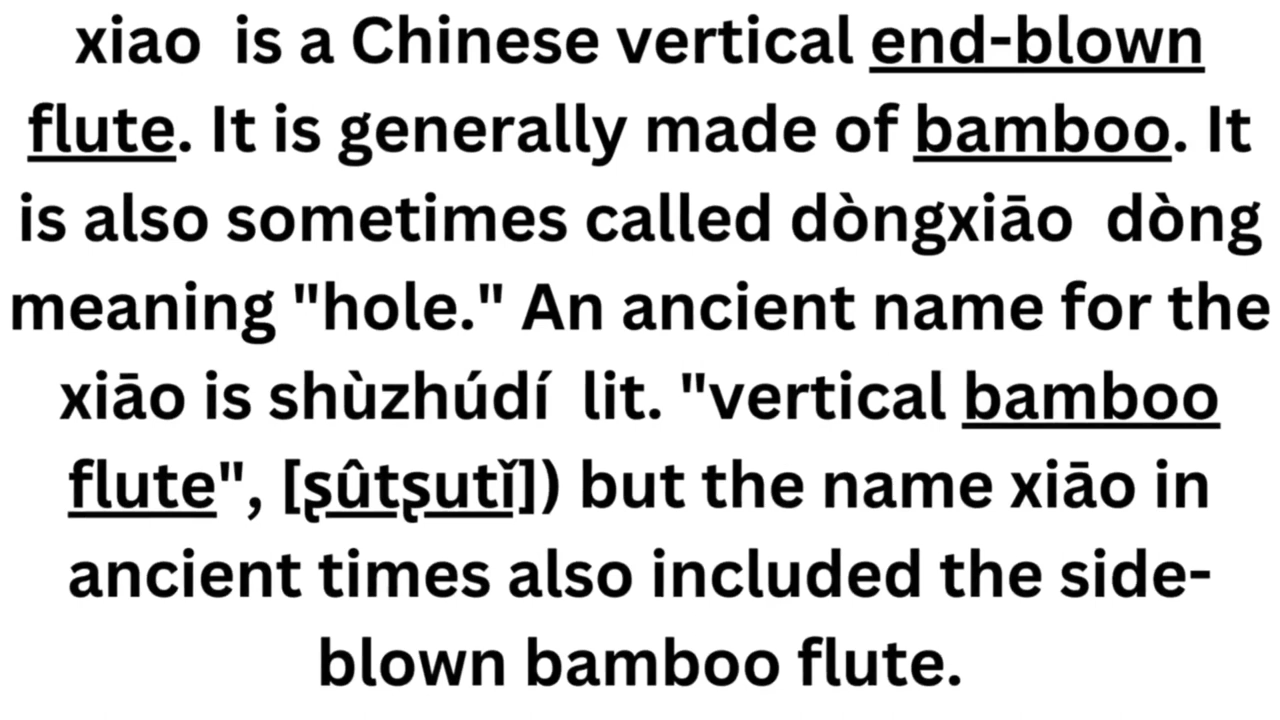 xiao  is a Chinese vertical end-blown
flute. It is generally made of bamboo. It
is also sometimes called dòngxiāo  dòng
meaning "hole." An ancient name for the
xiāo is shùzhúdí  lit. "vertical bamboo
flute", [ʂûtʂutǐ]) but the name xiāo in
ancient times also included the side-
blown bamboo flute.